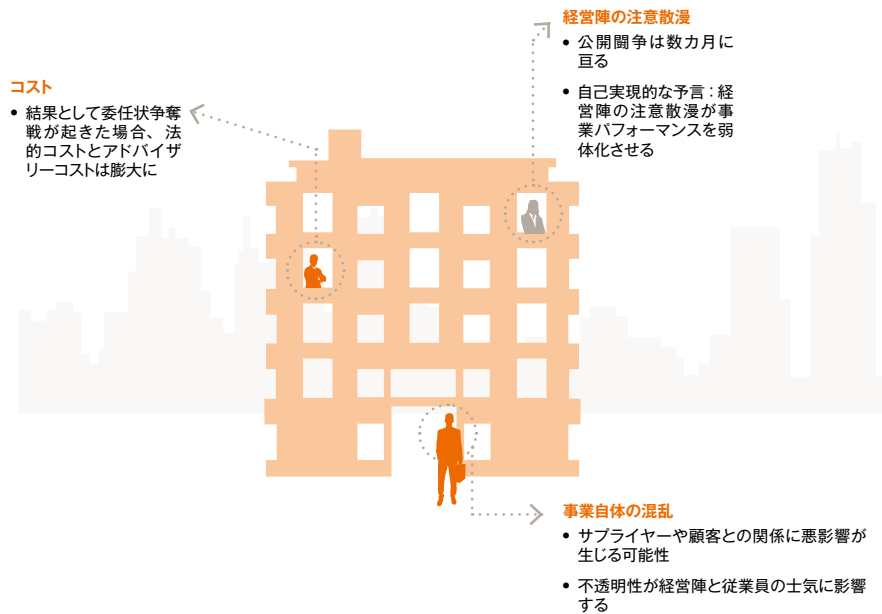 コスト
• 結果として委任状争奪
戦が起きた場合、法
的コストとアドバイザ
リーコストは膨大に
経営陣の注意散漫
• 公開闘争は数カ月に
亘る
• 自己実現的な予言：経
営陣の注意散漫が事
業パフォーマンスを弱
体化させる
事業自体の混乱
• サプライヤーや顧客との関係に悪影響が
生じる可能性
• 不透明性が経営陣と従業員の士気に影響
する